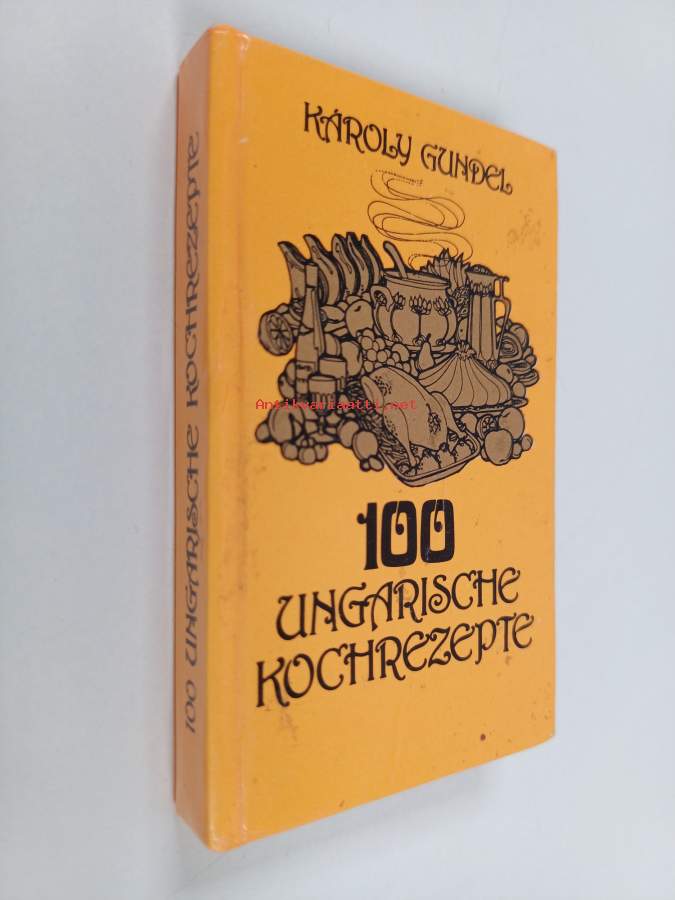 100 UNGARISCHE KOCHREZEPTE
KÁROLY GUNDEL
Antikvariaatti.net
100
UNGARISCHE
KOCHREZEPTE